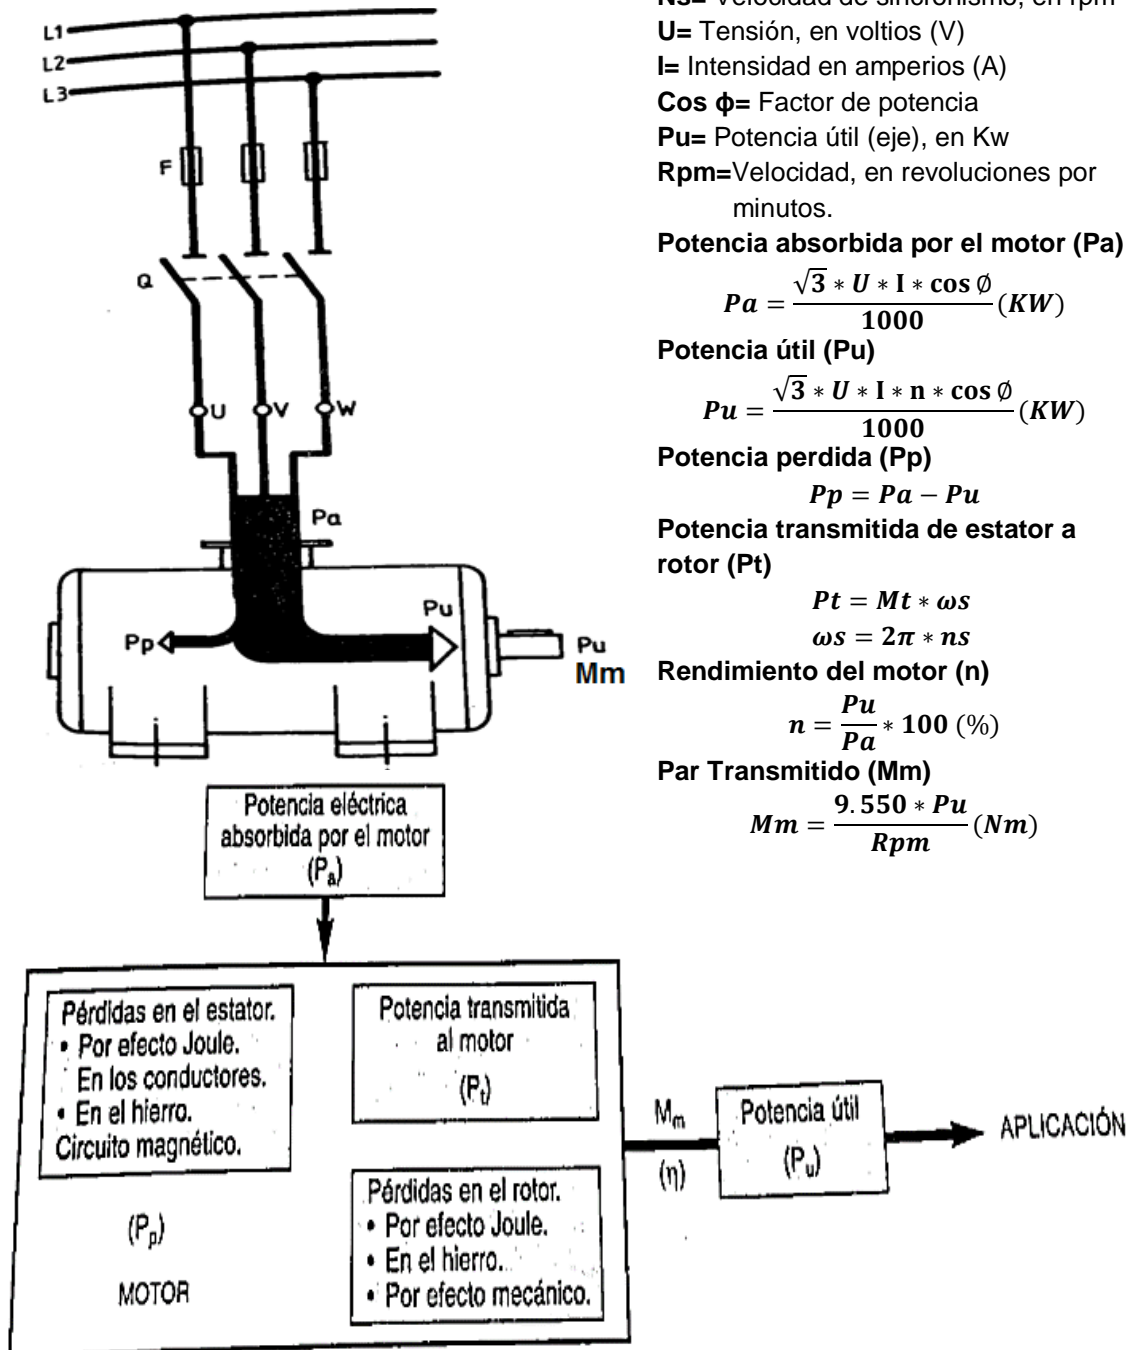 L1
L2
L3
F
Q
U
V
W
Pa
Pp
Pu
Pu
Mm
Ns= Velocidad de sincronismo, en rpm
U= Tensión, en voltios (V)
I= Intensidad en amperios (A)
Cos ϕ= Factor de potencia
Pu= Potencia útil (eje), en Kw
Rpm=Velocidad, en revoluciones por
minutos.
Potencia absorbida por el motor (Pa)
Pa = √3 * U * I * cos ∅ / 1000 (KW)
Potencia útil (Pu)
Pu = √3 * U * I * n * cos ∅ / 1000 (KW)
Potencia perdida (Pp)
Pp = Pa − Pu
Potencia transmitida de estator a
rotor (Pt)
Pt = Mt * ωs
ωs = 2π * ns
Rendimiento del motor (n)
n = Pu / Pa * 100 (%)
Par Transmitido (Mm)
Mm = 9.550 * Pu / Rpm (Nm)
Potencia eléctrica
absorbida por el motor
(Pa)
Pérdidas en el estator.
• Por efecto Joule.
En los conductores.
• En el hierro.
Circuito magnético.
(Pp)
MOTOR
Potencia transmitida
al motor
(Pt)
Pérdidas en el rotor.
• Por efecto Joule.
• En el hierro.
• Por efecto mecánico.
Mm
(η)
Potencia útil
(Pu)
APLICACIÓN